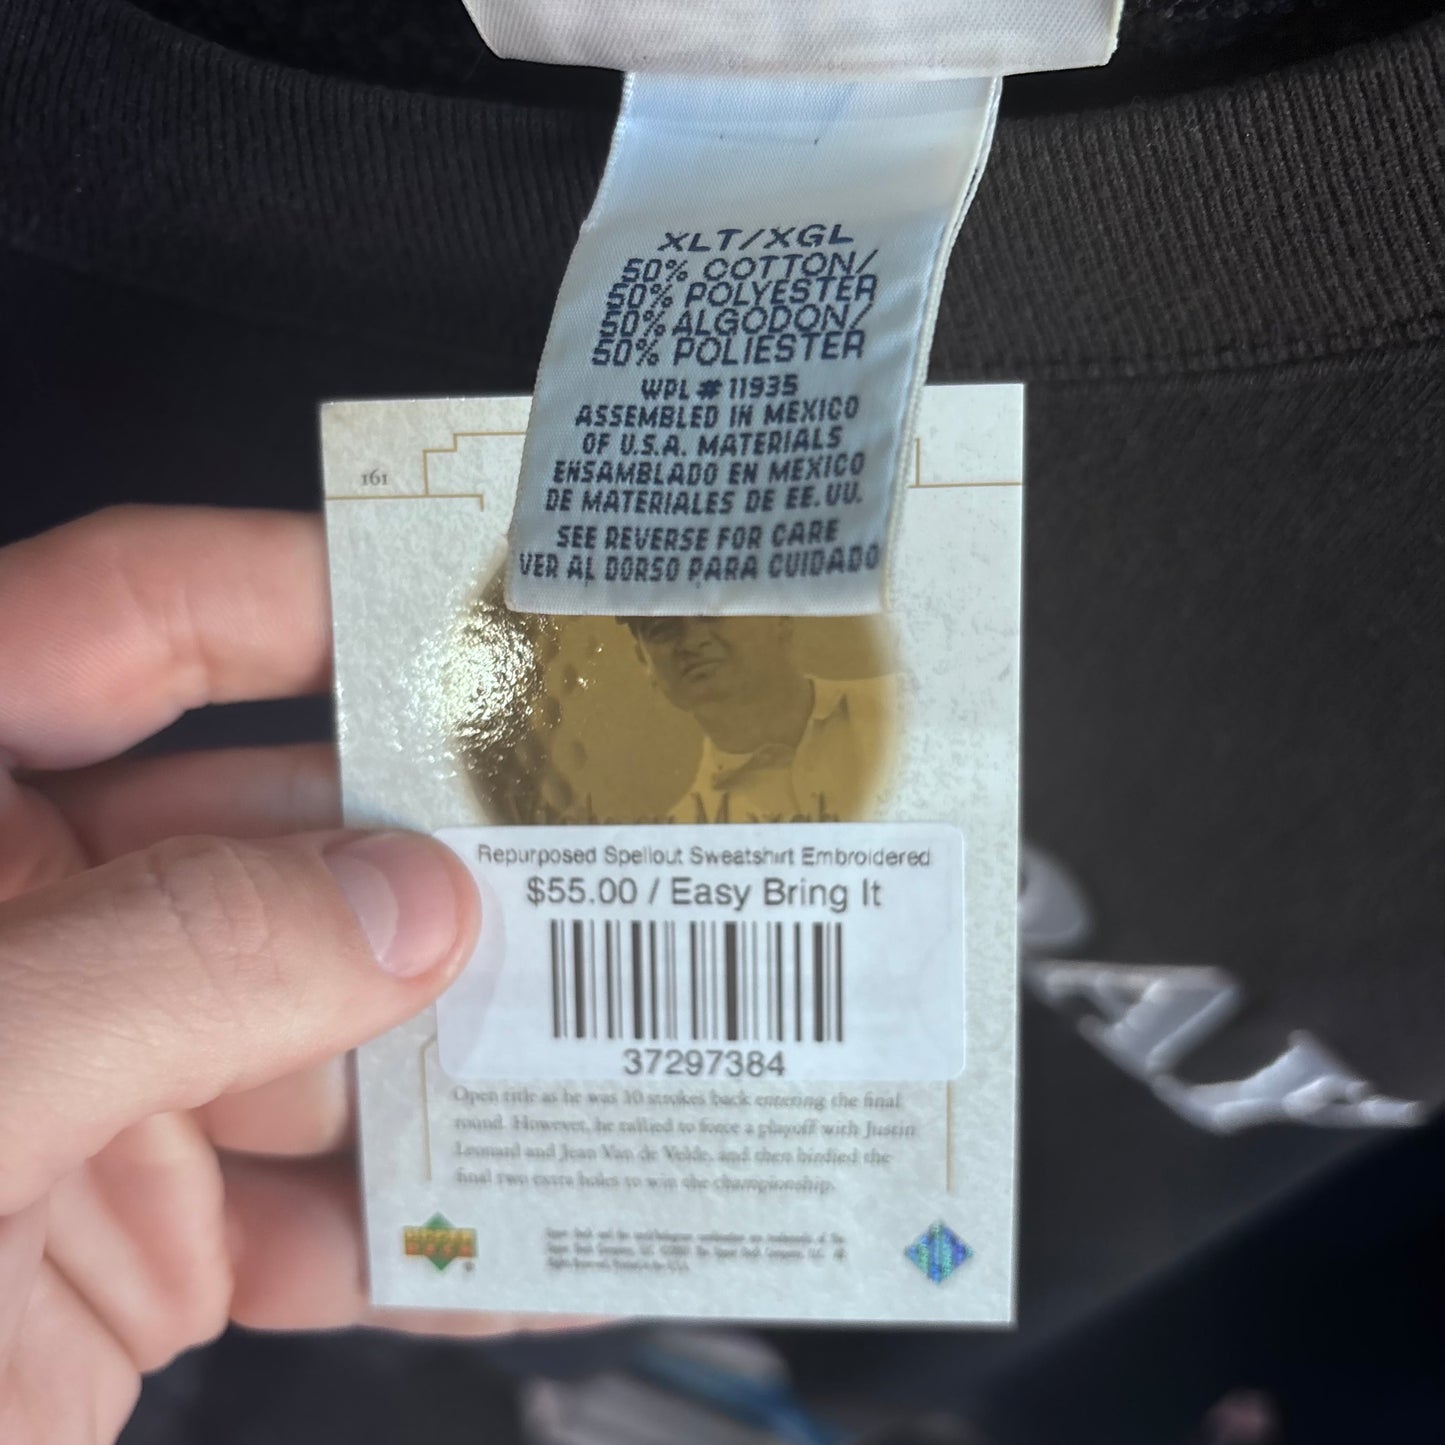 XLT/XGL
50% COTTON/
50% POLYESTER
50% ALGODON/
50% POLIESTER
WPL # 11935
ASSEMBLED IN MEXICO
OF U.S.A. MATERIALS
ENSAMBLADO EN MEXICO
DE MATERIALES DE EE.UU.
SEE REVERSE FOR CARE
VER AL DORSO PARA CUIDADO
161
Repurposed Spellout Sweatshirt Embroidered
$55.00 / Easy Bring It
37297384
Open title as he was 10 strokes back entering the final
round. However, he rallied to force a playoff with Justin
Leonard and Jean Van de Velde, and then birdied the
final two extra holes to win the championship.
UPPER
DECK